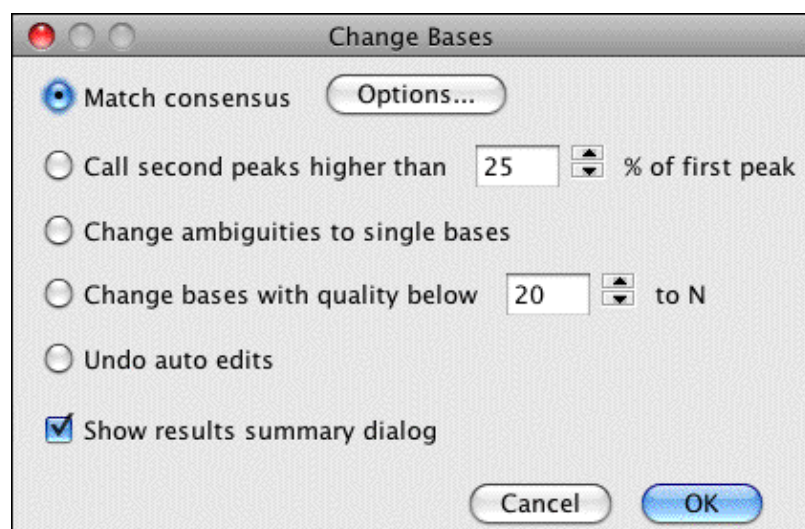 Change Bases
Match consensus Options...
Call second peaks higher than 25 % of first peak
Change ambiguities to single bases
Change bases with quality below 20 to N
Undo auto edits
Show results summary dialog
Cancel OK